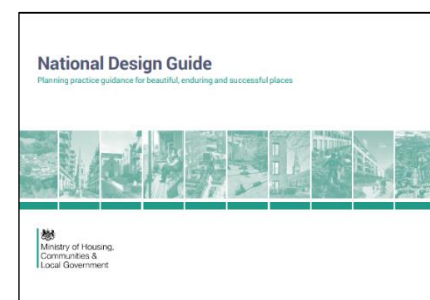 National Design Guide
Planning practice guidance for beautiful, enduring and successful places
Ministry of Housing,
Communities &
Local Government